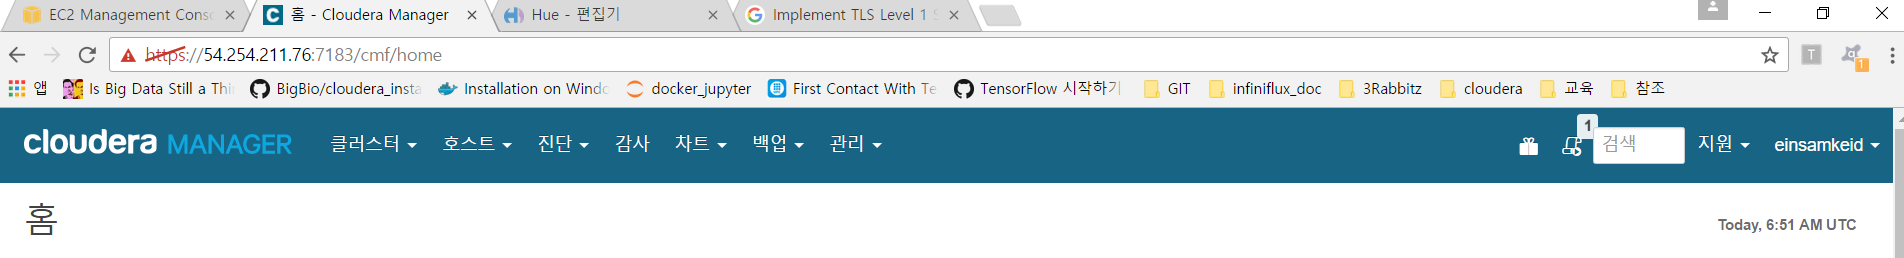 EC2 Management Conso
홈 - Cloudera Manager
Hue - 편집기
Implement TLS Level 1 S
https://54.254.211.76:7183/cmf/home
T
1
앱 Is Big Data Still a Thi BigBio/cloudera_insta Installation on Windo docker_jupyter First Contact With Te TensorFlow 시작하기 GIT infiniflux_doc 3Rabbitz cloudera 교육 참조
cloudera MANAGER 클러스터 호스트 진단 감사 차트 백업 관리 1 검색 지원 einsamkeid
홈
Today, 6:51 AM UTC